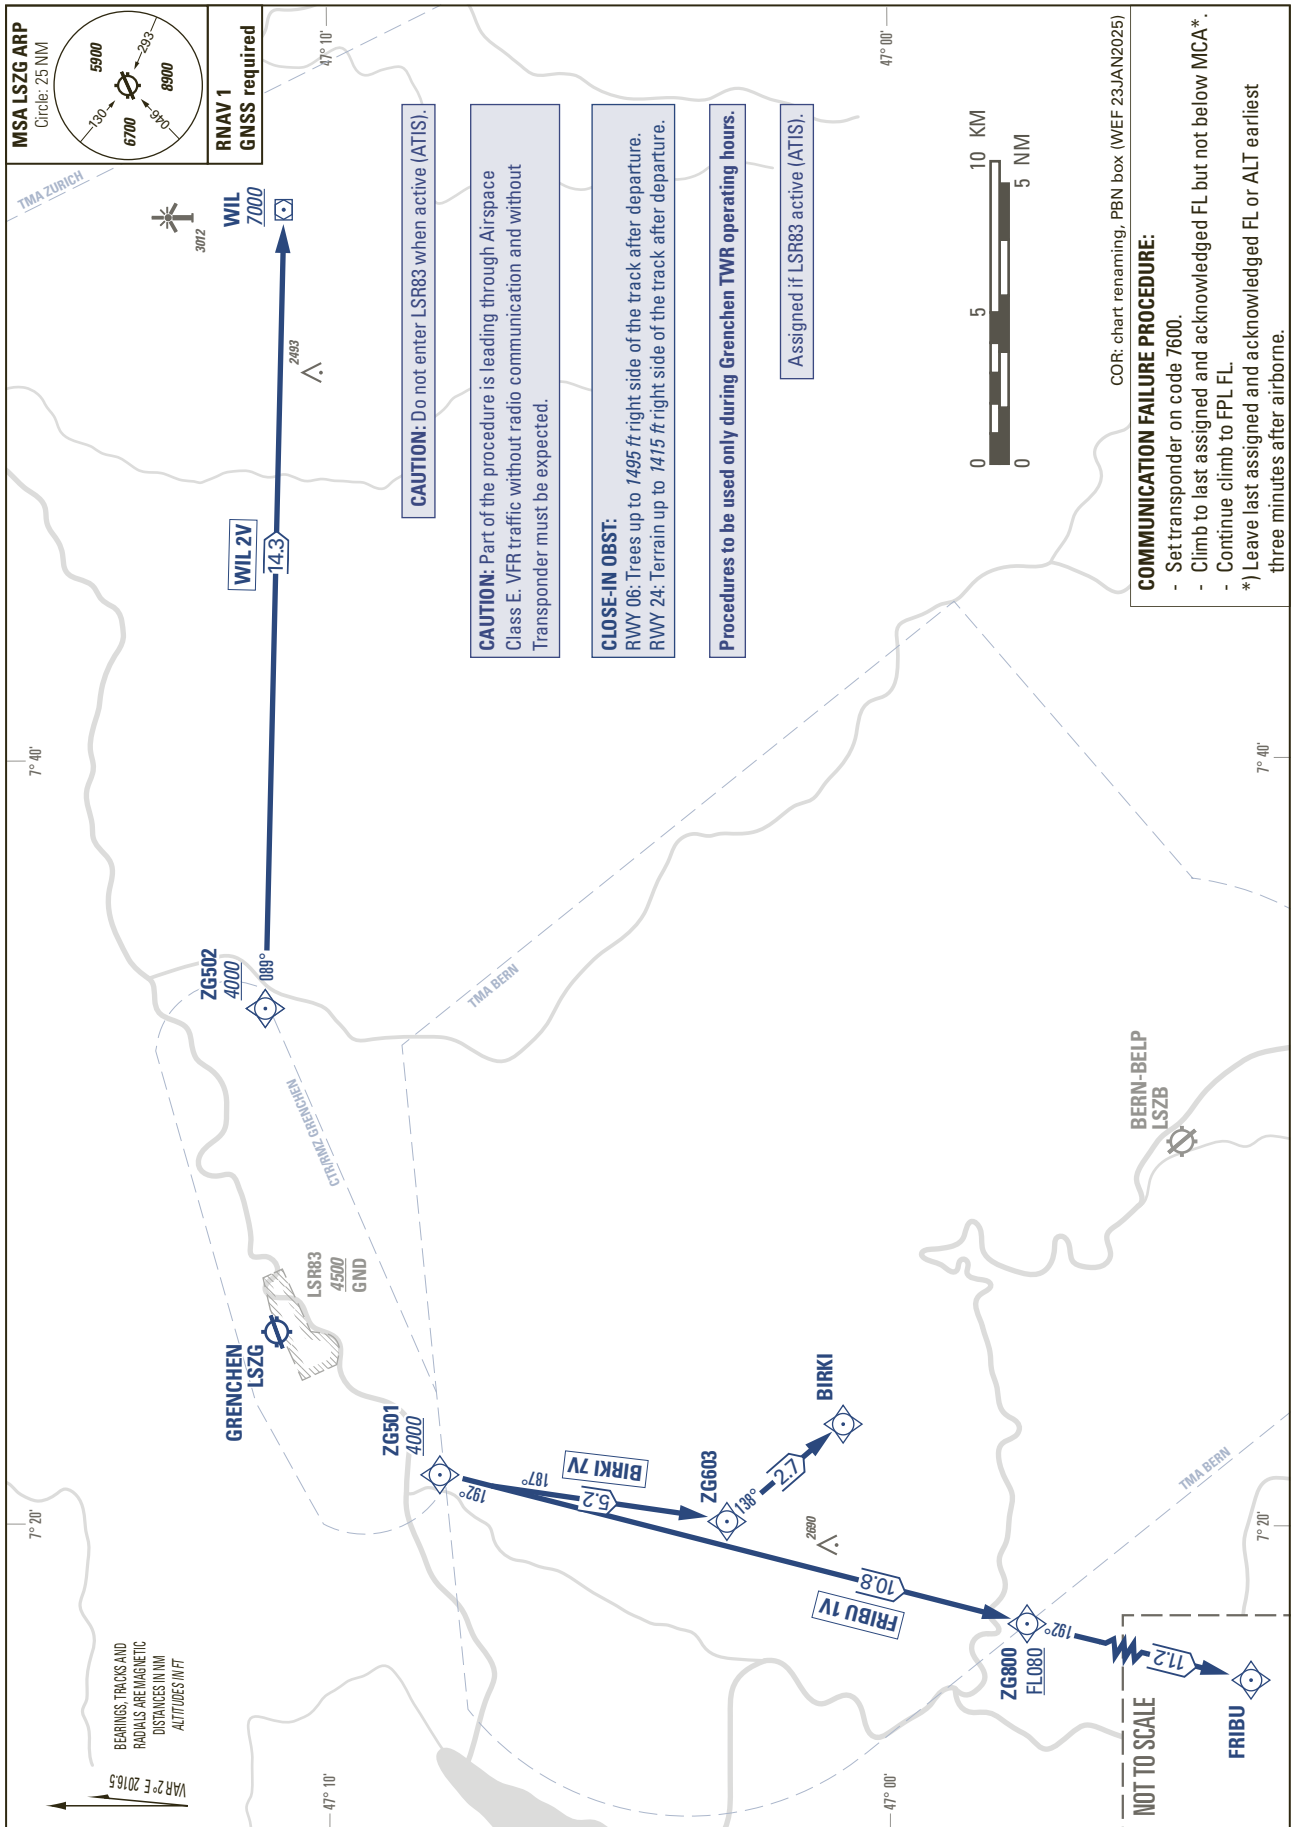 MSA LSZG ARP
Circle: 25 NM
5900
293
130
8900
6700
046
RNAV 1
GNSS required
47° 10'
47° 00'
TMA ZURICH
3012
WIL
7000
2493
WIL 2V
14.3
CAUTION: Do not enter LSR83 when active (ATIS).
CAUTION: Part of the procedure is leading through Airspace
Class E. VFR traffic without radio communication and without
Transponder must be expected.
CLOSE-IN OBST:
RWY 06: Trees up to 1495 ft right side of the track after departure.
RWY 24: Terrain up to 1415 ft right side of the track after departure.
Procedures to be used only during Grenchen TWR operating hours.
Assigned if LSR83 active (ATIS).
0 5 10 KM
0 5 NM
COR: chart renaming, PBN box (WEF 23JAN2025)
COMMUNICATION FAILURE PROCEDURE:
- Set transponder on code 7600.
- Climb to last assigned and acknowledged FL but not below MCA*.
- Continue climb to FPL FL.
*) Leave last assigned and acknowledged FL or ALT earliest
three minutes after airborne.
7° 40'
7° 40'
ZG502
4000
089°
TMA BERN
CTR/RMZ GRENCHEN
BERN-BELP
LSZB
LSR83
4500
GND
GRENCHEN
LSZG
ZG501
4000
192°
187°
BIRKI 7V
5.2
ZG603
138°
2.7
BIRKI
2690
10.8
FRIBU 1V
TMA BERN
7° 20'
7° 20'
ZG800
FL080
192°
11.2
NOT TO SCALE
FRIBU
BEARINGS, TRACKS AND
RADIALS ARE MAGNETIC
DISTANCES IN NM
ALTITUDES IN FT
VAR 2° E 2016.5
47° 10'
47° 00'